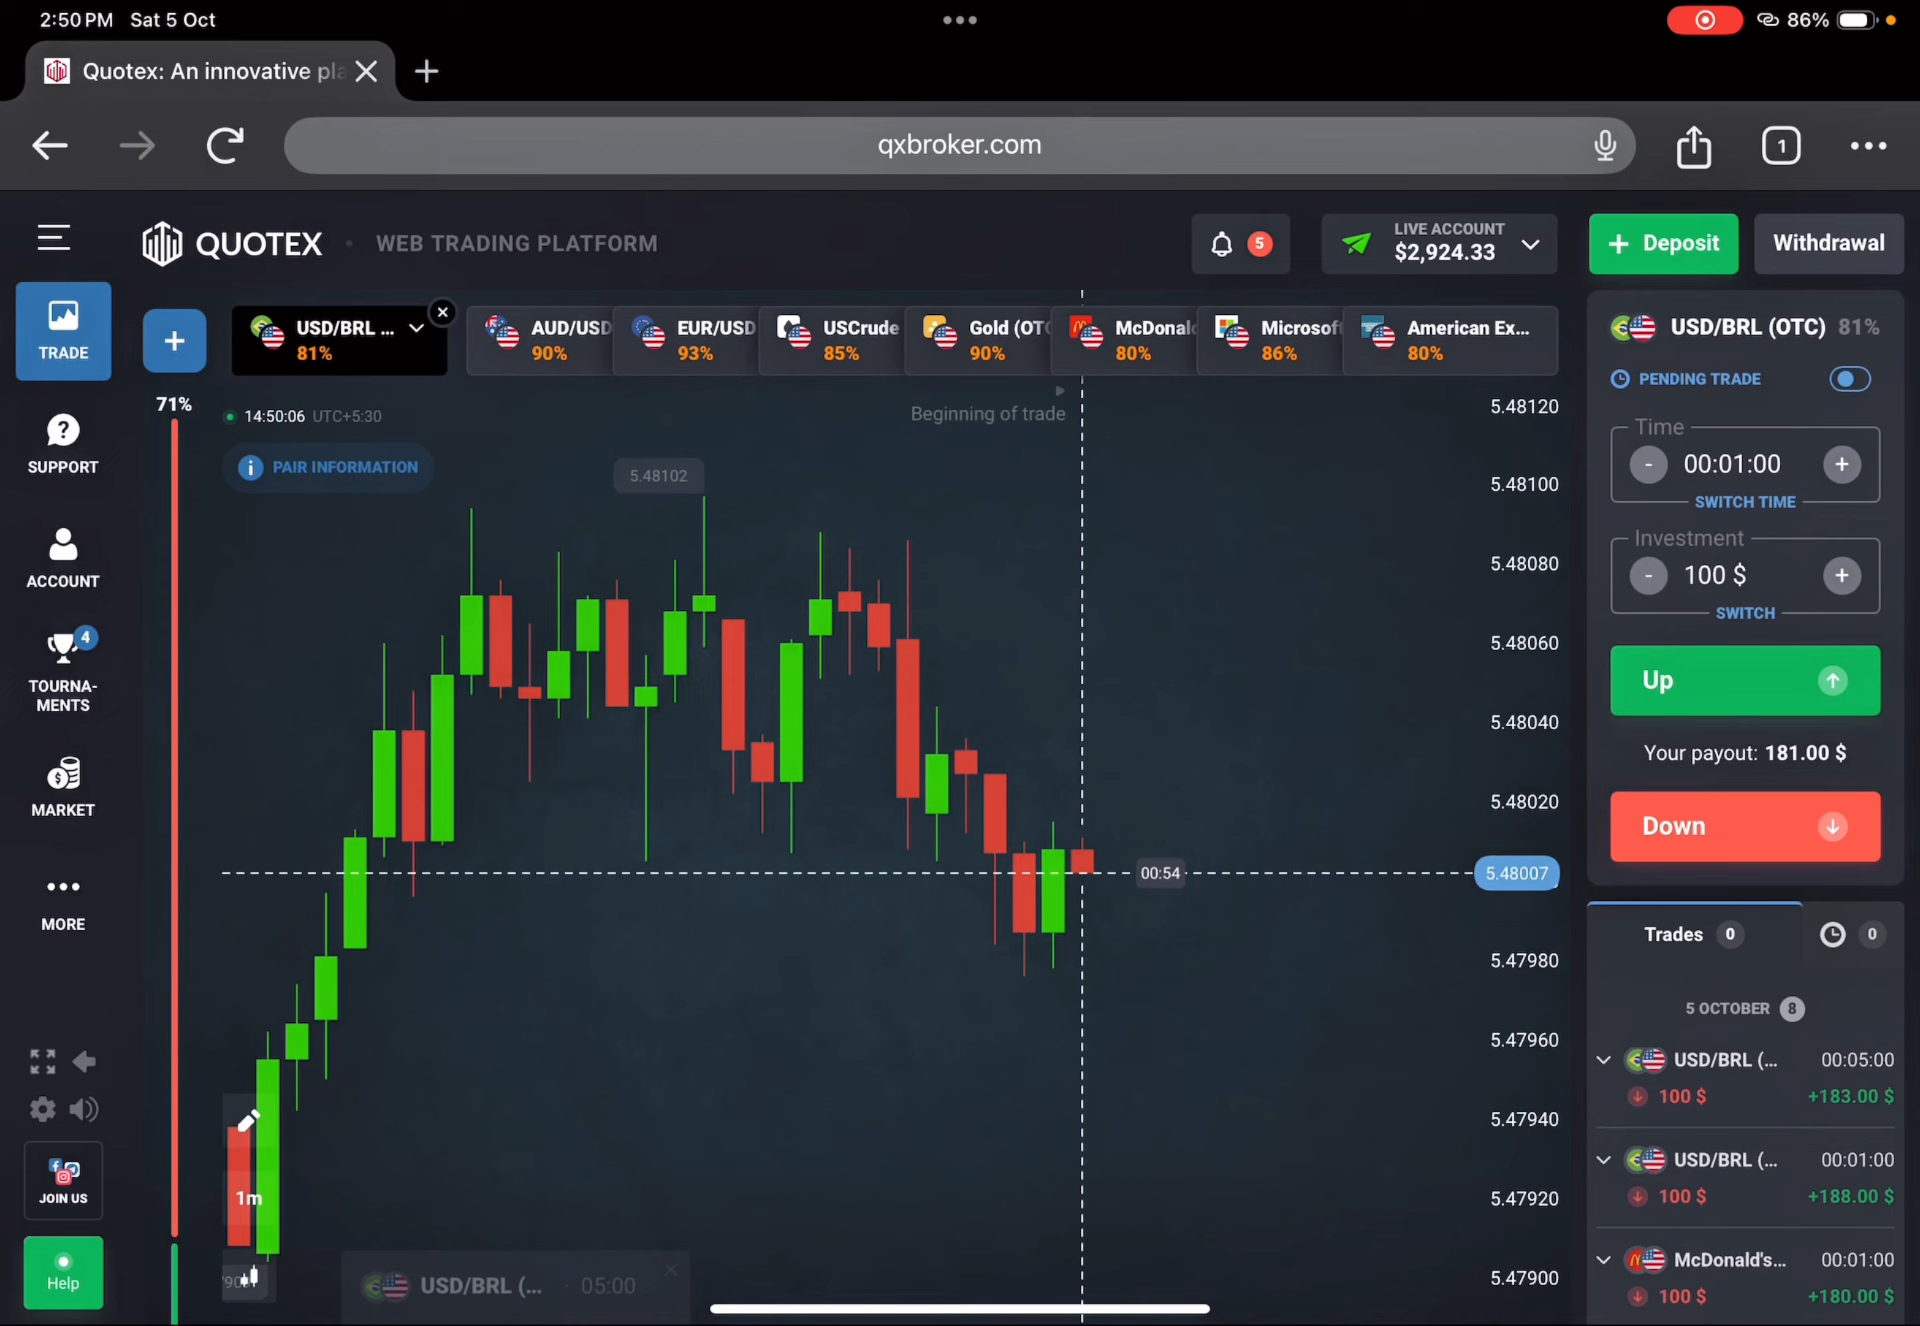 2:50 PM Sat 5 Oct
86%
Quotex: An innovative pla
qxbroker.com
1
QUOTEX
WEB TRADING PLATFORM
5
LIVE ACCOUNT
$2,924.33
+ Deposit
Withdrawal
TRADE
SUPPORT
ACCOUNT
4
TOURNA-
MENTS
MARKET
MORE
JOIN US
Help
+
USD/BRL ...
81%
AUD/USD
90%
EUR/USD
93%
USCrude
85%
Gold (OTC
90%
McDonald
80%
Microsoft
86%
American Ex...
80%
71%
14:50:06 UTC+5:30
Beginning of trade
PAIR INFORMATION
5.48102
5.48120
5.48100
5.48080
5.48060
5.48040
5.48020
00:54
5.48007
5.47980
5.47960
5.47940
5.47920
5.47900
1m
USD/BRL (... · 05:00
USD/BRL (OTC) 81%
PENDING TRADE
Time
- 00:01:00 +
SWITCH TIME
Investment
- 100 $ +
SWITCH
Up
Your payout: 181.00 $
Down
Trades 0
0
5 OCTOBER 8
USD/BRL (... 00:05:00
100 $ +183.00 $
USD/BRL (... 00:01:00
100 $ +188.00 $
McDonald's... 00:01:00
100 $ +180.00 $